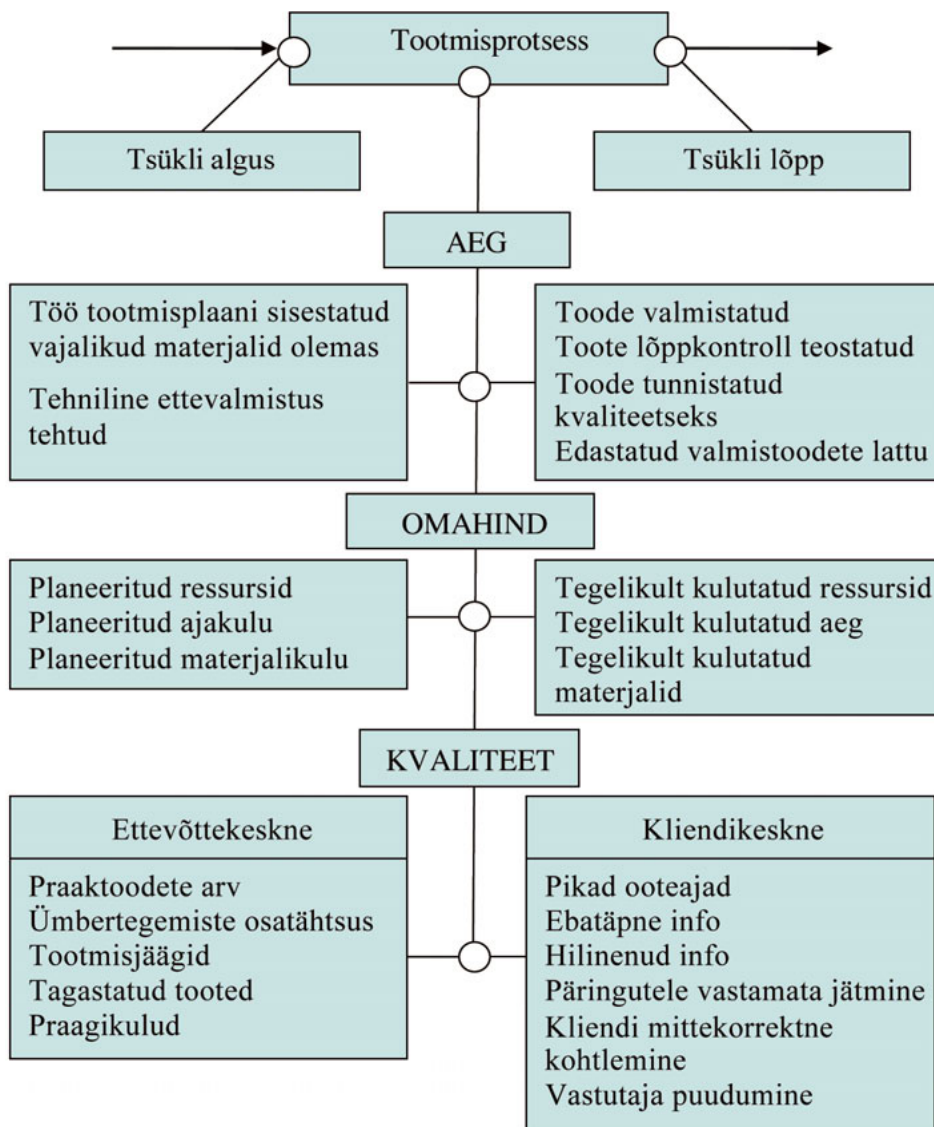 Tootmisprotsess
Tsükli algus
Tsükli lõpp
AEG
Töö tootmisplaani sisestatud
vajalikud materjalid olemas
Tehniline ettevalmistus
tehtud
Toode valmistatud
Toote lõppkontroll teostatud
Toode tunnistatud
kvaliteetseks
Edastatud valmistoodete lattu
OMAHIND
Planeeritud ressursid
Planeeritud ajakulu
Planeeritud materjalikulu
Tegelikult kulutatud ressursid
Tegelikult kulutatud aeg
Tegelikult kulutatud
materjalid
KVALITEET
Ettevõttekeskne
Praaktoodete arv
Ümbertegemiste osatähtsus
Tootmisjäägid
Tagastatud tooted
Praagikulud
Kliendikeskne
Pikad ooteajad
Ebatäpne info
Hilinenud info
Päringutele vastamata jätmine
Kliendi mittekorrektne
kohtlemine
Vastutaja puudumine